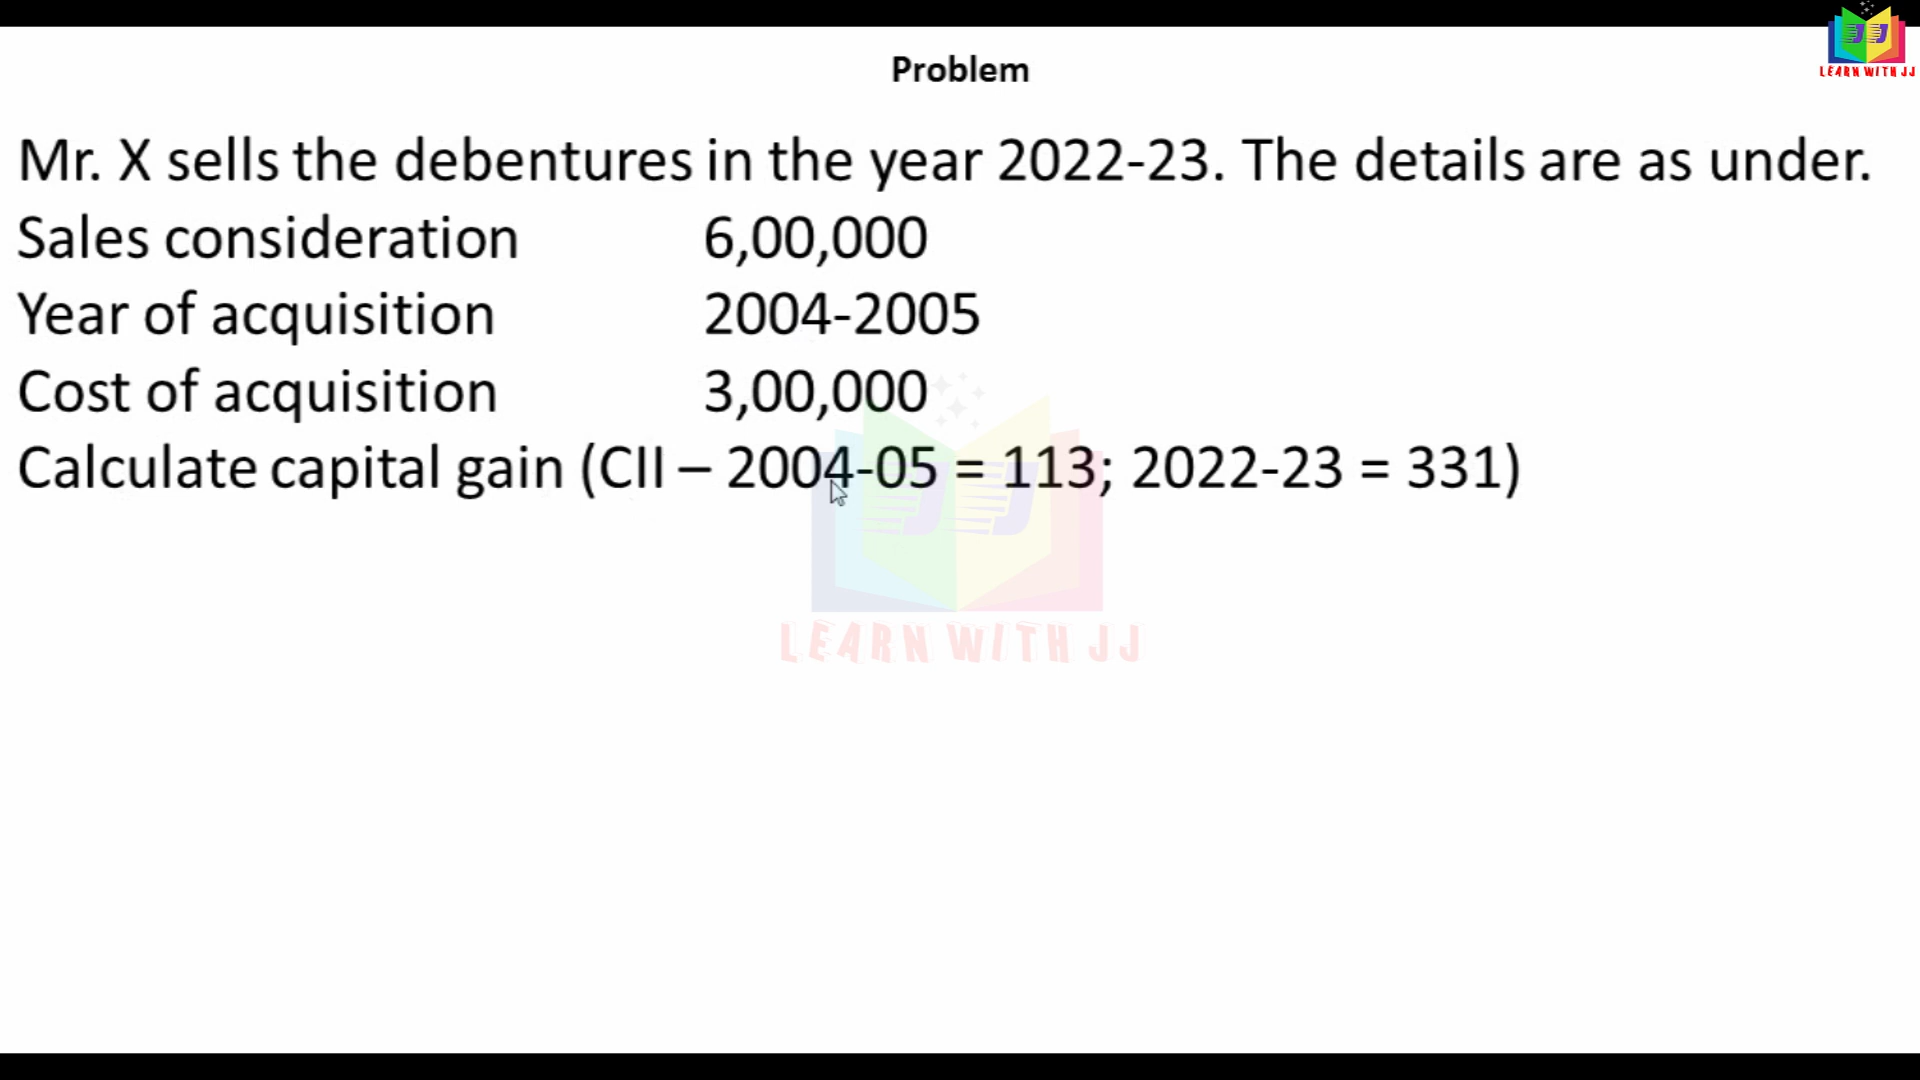 LEARN WITH JJ
Problem
Mr. X sells the debentures in the year 2022-23. The details are as under.
Sales consideration 6,00,000
Year of acquisition 2004-2005
Cost of acquisition 3,00,000
Calculate capital gain (CII – 2004-05 = 113; 2022-23 = 331)
JJ
LEARN WITH JJ